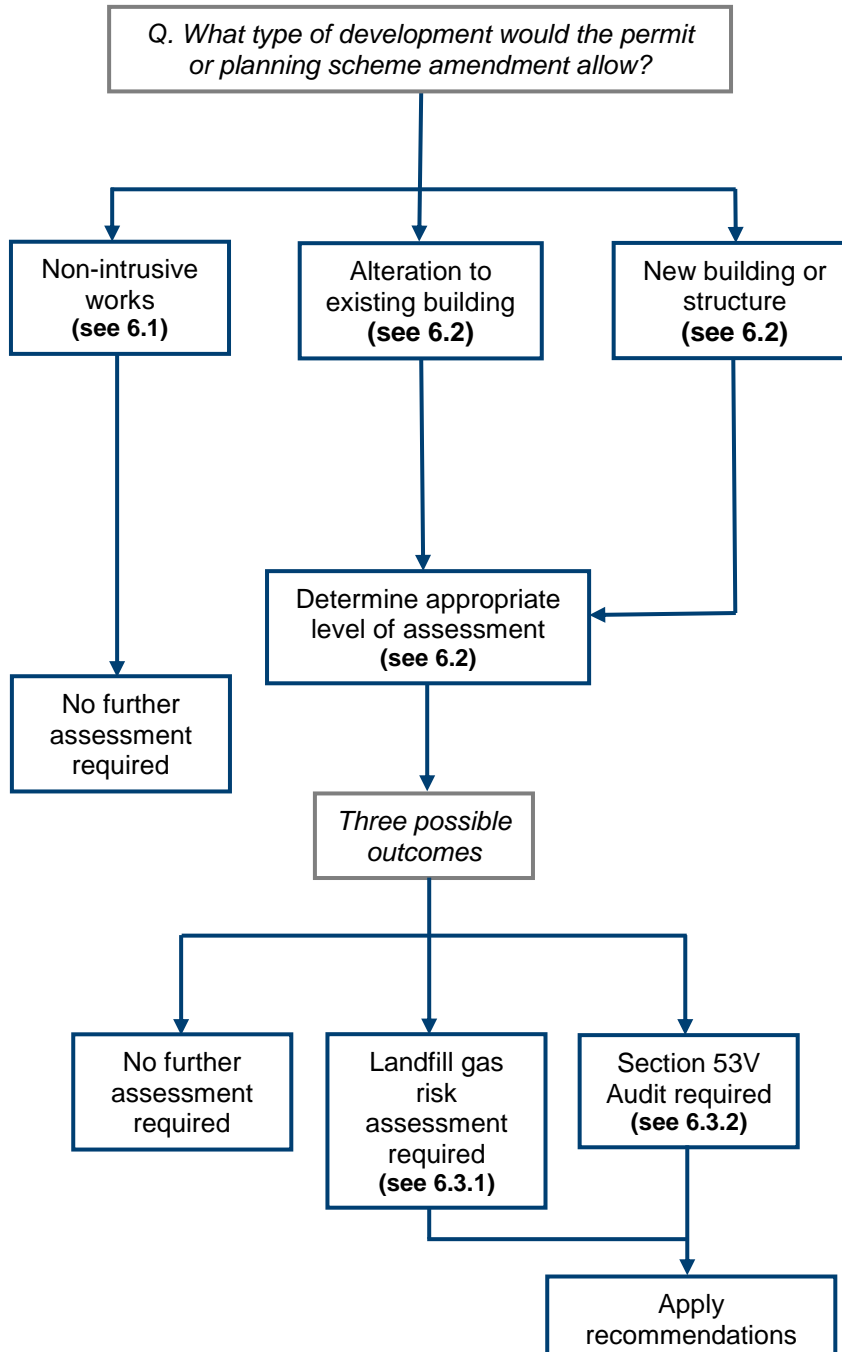 Q. What type of development would the permit
or planning scheme amendment allow?
Non-intrusive
works
(see 6.1)
Alteration to
existing building
(see 6.2)
New building or
structure
(see 6.2)
Determine appropriate
level of assessment
(see 6.2)
No further
assessment
required
Three possible
outcomes
No further
assessment
required
Landfill gas
risk
assessment
required
(see 6.3.1)
Section 53V
Audit required
(see 6.3.2)
Apply
recommendations